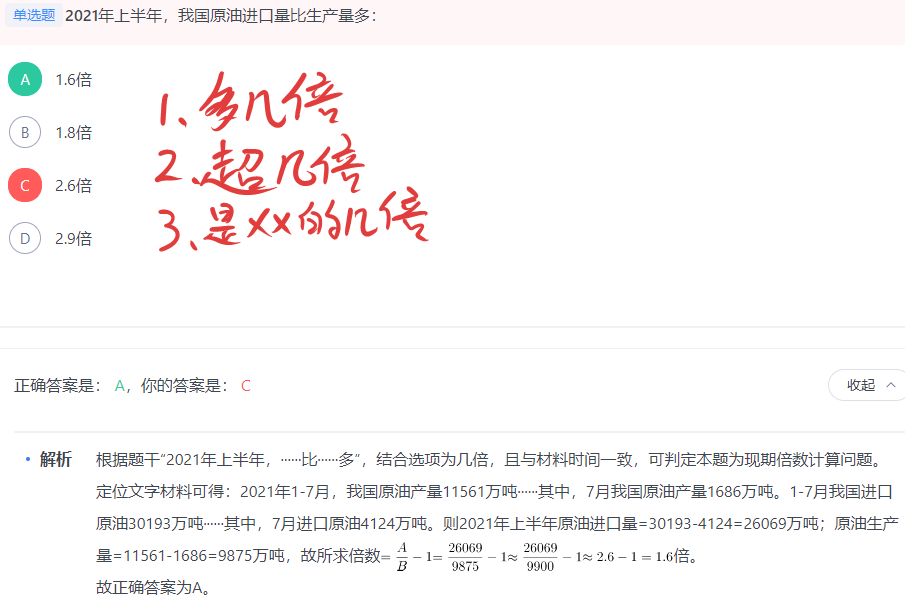 单选题 2021年上半年，我国原油进口量比生产量多：
A 1.6倍
B 1.8倍
C 2.6倍
D 2.9倍
1、多几倍
2、超几倍
3、是XX的几倍
正确答案是： A，你的答案是： C
收起
• 解析 根据题干“2021年上半年，……比……多”，结合选项为几倍，且与材料时间一致，可判定本题为现期倍数计算问题。
定位文字材料可得：2021年1-7月，我国原油产量11561万吨……其中，7月我国原油产量1686万吨。1-7月我国进口
原油30193万吨……其中，7月进口原油4124万吨。则2021年上半年原油进口量=30193-4124=26069万吨；原油生产
量=11561-1686=9875万吨，故所求倍数= A/B − 1= 26069/9875 − 1≈ 26069/9900 − 1≈ 2.6 − 1 = 1.6倍。
故正确答案为A。